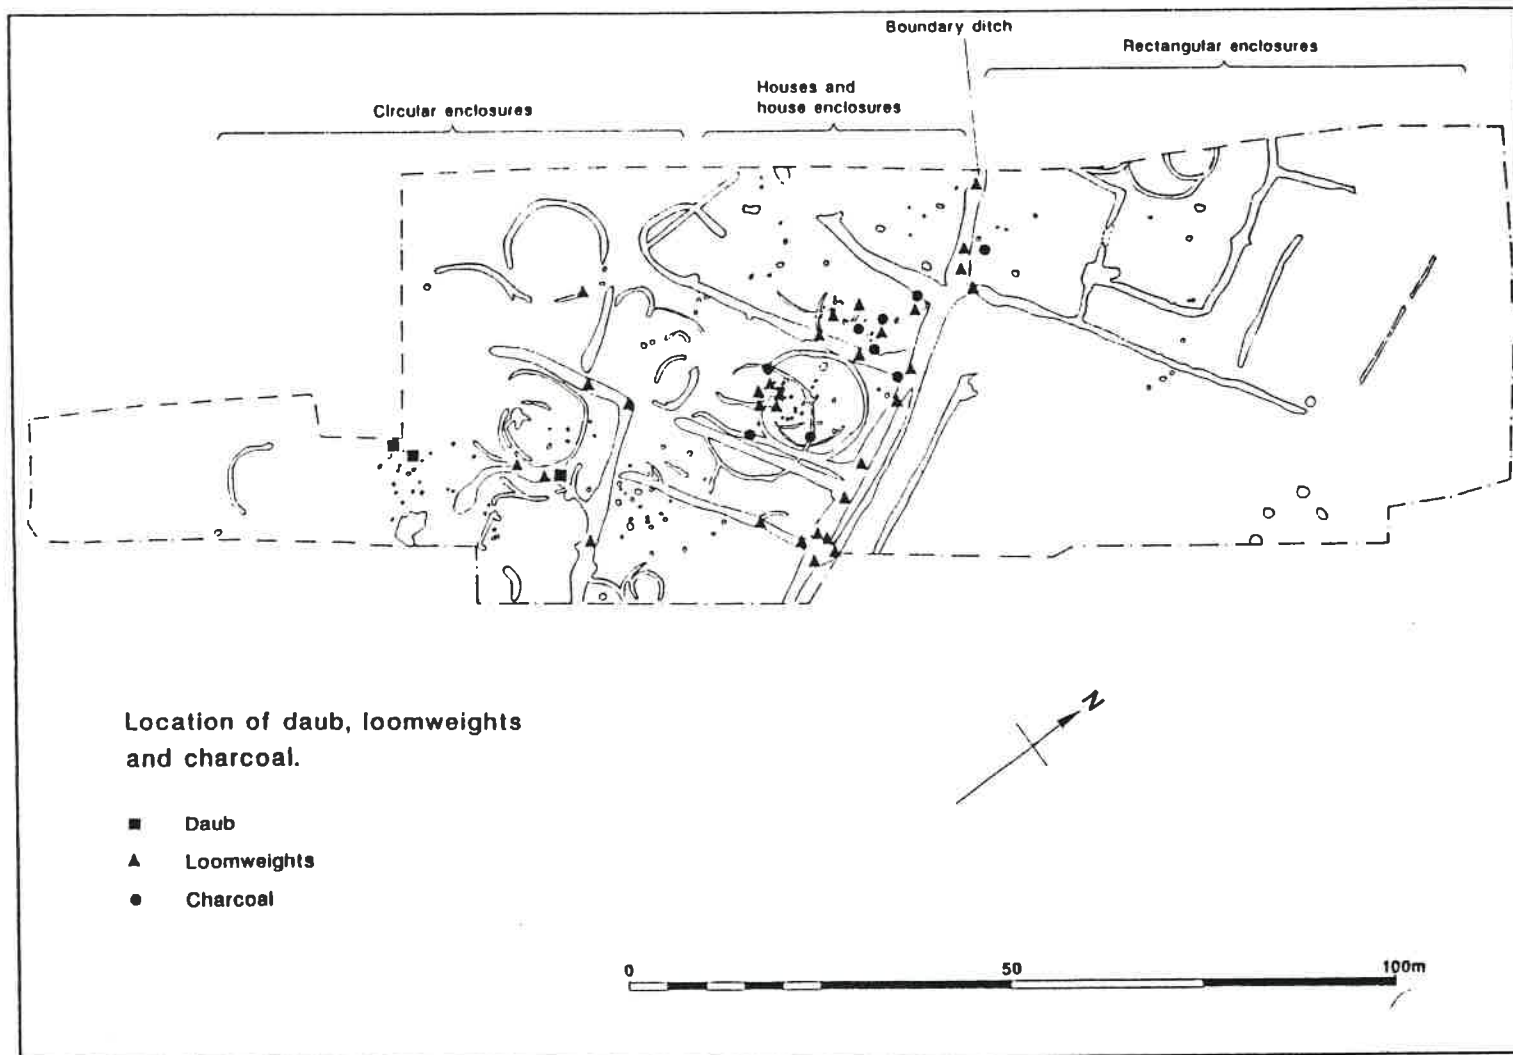 Boundary ditch
Rectangular enclosures
Houses and
house enclosures
Circular enclosures
N
Location of daub, loomweights
and charcoal.
Daub
Loomweights
Charcoal
0
50
100m